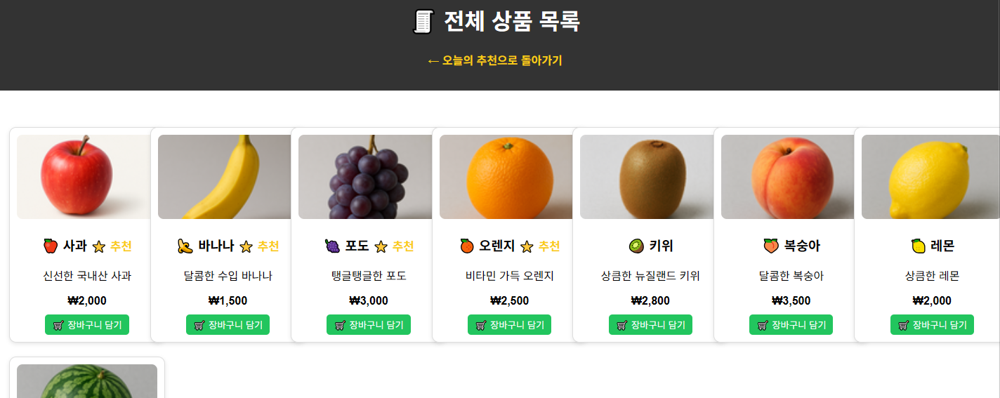 📜 전체 상품 목록
← 오늘의 추천으로 돌아가기
🍎 사과 ⭐ 추천
신선한 국내산 사과
₩2,000
🛒 장바구니 담기
🍌 바나나 ⭐ 추천
달콤한 수입 바나나
₩1,500
🛒 장바구니 담기
🍇 포도 ⭐ 추천
탱글탱글한 포도
₩3,000
🛒 장바구니 담기
🍊 오렌지 ⭐ 추천
비타민 가득 오렌지
₩2,500
🛒 장바구니 담기
🥝 키위
상큼한 뉴질랜드 키위
₩2,800
🛒 장바구니 담기
🍑 복숭아
달콤한 복숭아
₩3,500
🛒 장바구니 담기
🍋 레몬
상큼한 레몬
₩2,000
🛒 장바구니 담기